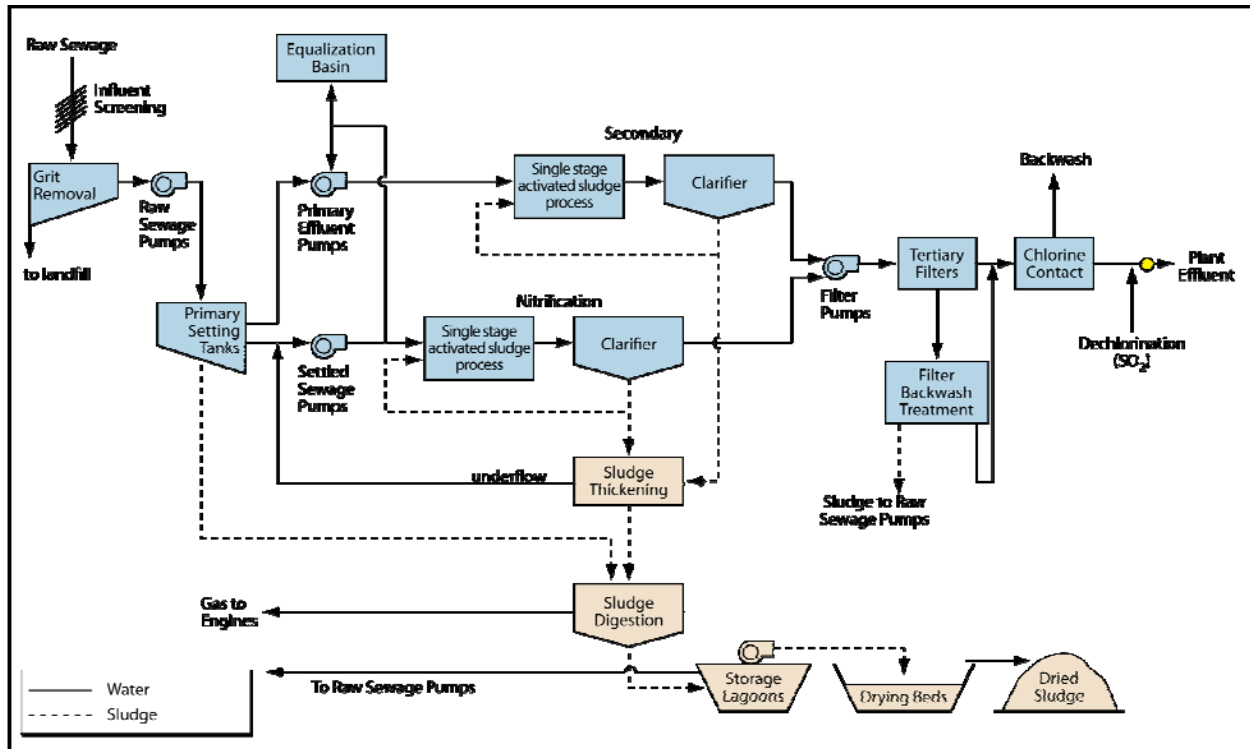 Raw Sewage
Influent
Screening
Grit
Removal
to landfill
Raw
Sewage
Pumps
Equalization
Basin
Primary
Effluent
Pumps
Primary
Setting
Tanks
Settled
Sewage
Pumps
Secondary
Single stage
activated sludge
process
Clarifier
Nitrification
Single stage
activated sludge
process
Clarifier
Filter
Pumps
Tertiary
Filters
Backwash
Chlorine
Contact
Plant
Effluent
Dechlorination
(SO₂)
Filter
Backwash
Treatment
Sludge to Raw
Sewage Pumps
underflow
Sludge
Thickening
Gas to
Engines
Sludge
Digestion
To Raw Sewage Pumps
Storage
Lagoons
Drying Beds
Dried
Sludge
Water
Sludge